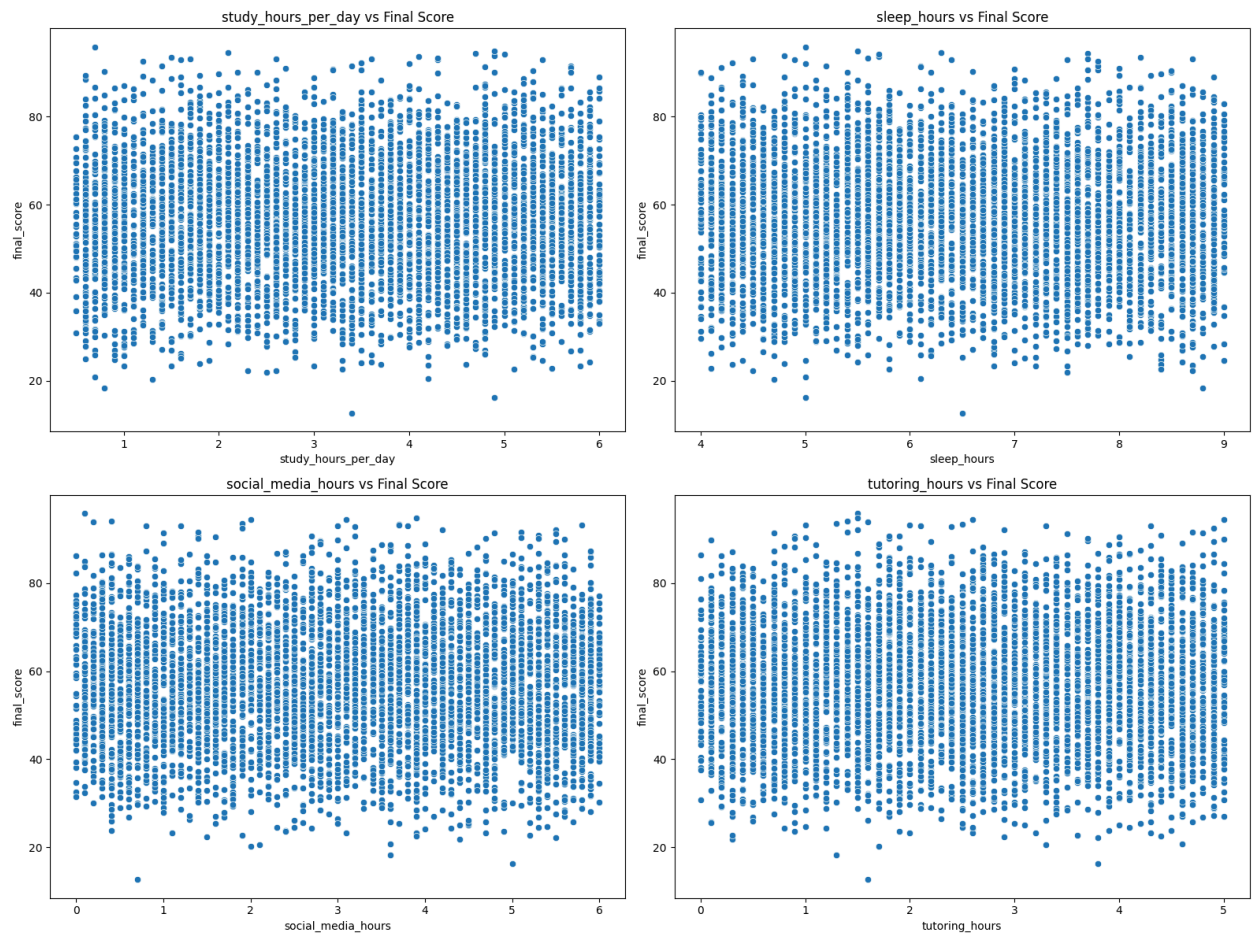 study_hours_per_day vs Final Score
final_score
80
60
40
20
1 2 3 4 5 6
study_hours_per_day
sleep_hours vs Final Score
final_score
80
60
40
20
4 5 6 7 8 9
sleep_hours
social_media_hours vs Final Score
final_score
80
60
40
20
0 1 2 3 4 5 6
social_media_hours
tutoring_hours vs Final Score
final_score
80
60
40
20
0 1 2 3 4 5
tutoring_hours